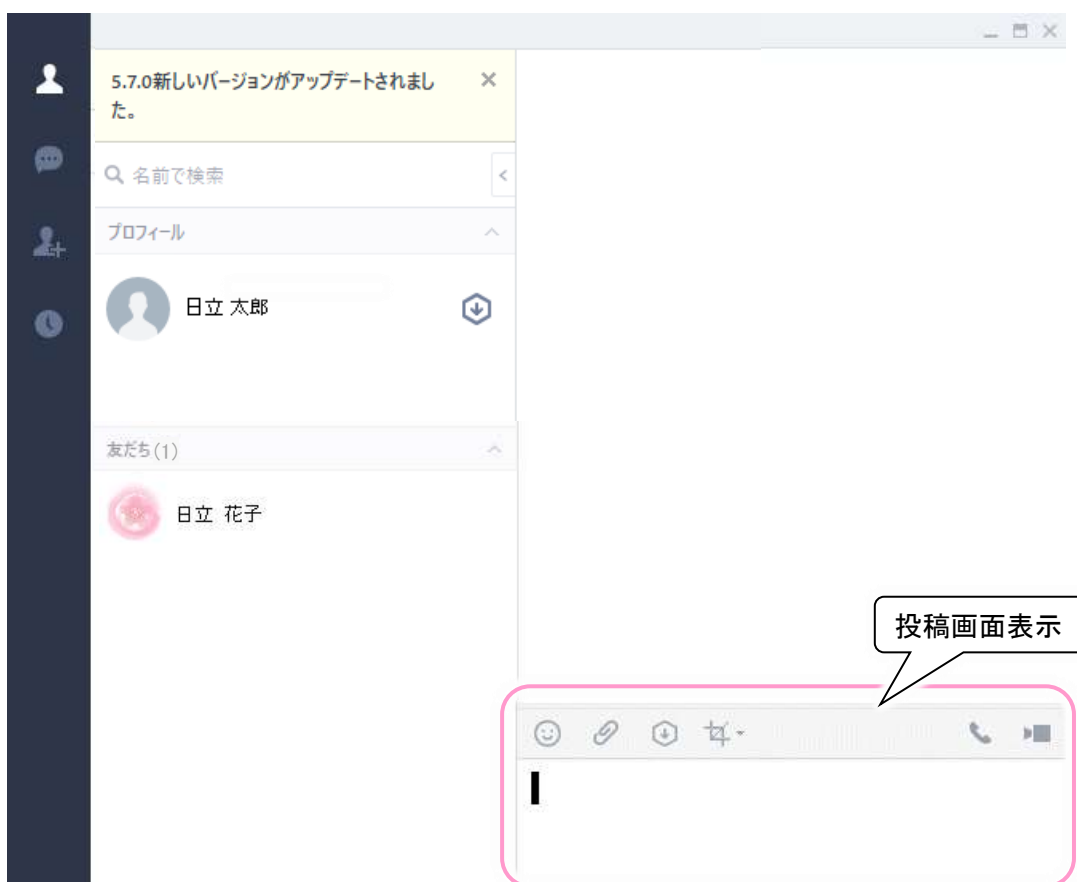 5.7.0新しいバージョンがアップデートされまし
た。
名前で検索
プロフィール
日立 太郎
友だち(1)
日立 花子
投稿画面表示